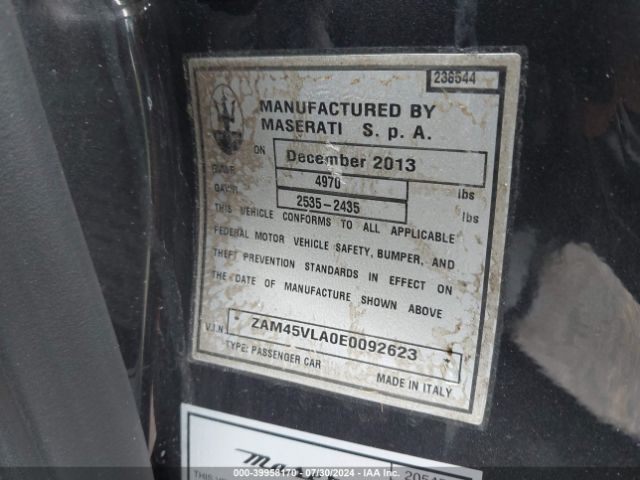 236544
MANUFACTURED BY
MASERATI S. p. A.
ON December 2013
GVWR 4970 lbs
GAWR 2535-2435 lbs
THIS VEHICLE CONFORMS TO ALL APPLICABLE
FEDERAL MOTOR VEHICLE SAFETY, BUMPER, AND
THEFT PREVENTION STANDARDS IN EFFECT ON
THE DATE OF MANUFACTURE SHOWN ABOVE
V.I.N. * ZAM45VLA0E0092623 *
TYPE: PASSENGER CAR
MADE IN ITALY
000-39958170 - 07/30/2024 - IAA Inc.